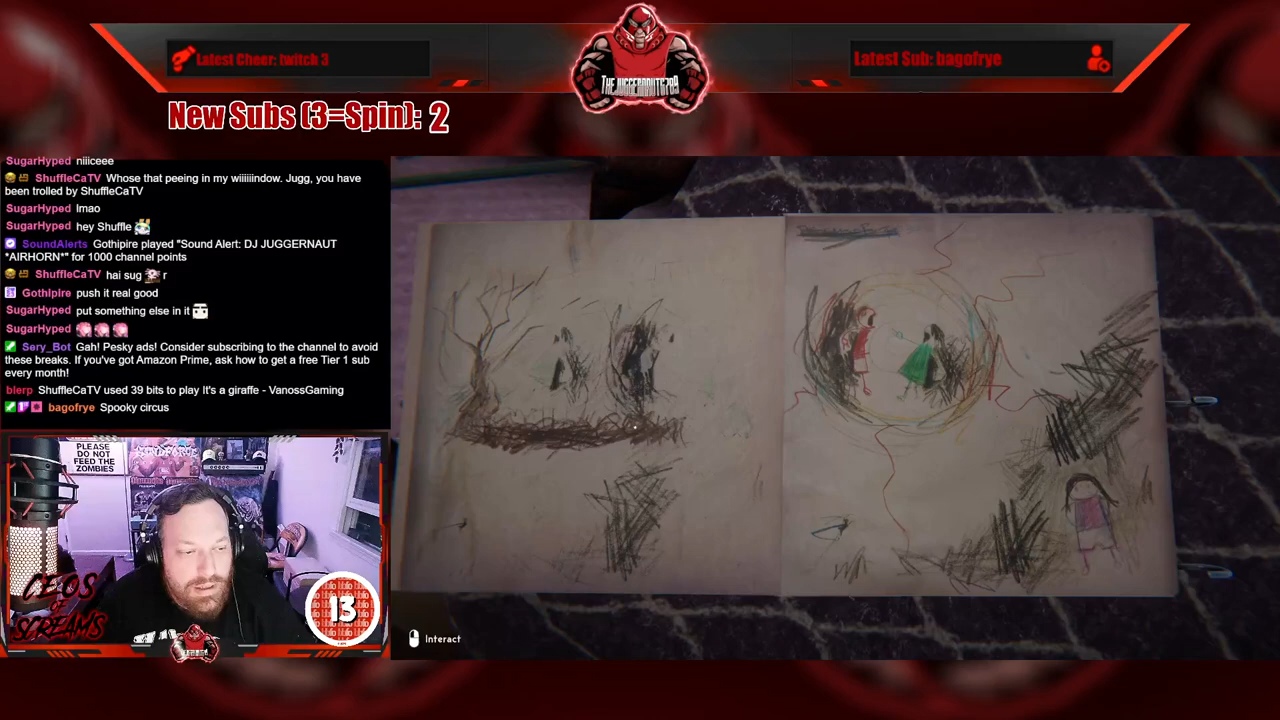 Latest Cheer: twitch 3
THEJUGGERNAUT6789
Latest Sub: bagofrye
New Subs (3=Spin): 2
SugarHyped niiiceee
ShuffleCaTV Whose that peeing in my wiiiiiindow. Jugg, you have
been trolled by ShuffleCaTV
SugarHyped lmao
SugarHyped hey Shuffle
SoundAlerts Gothipire played "Sound Alert: DJ JUGGERNAUT
*AIRHORN*" for 1000 channel points
ShuffleCaTV hai sug r
GothIpire push it real good
SugarHyped put something else in it
SugarHyped
Sery_Bot Gah! Pesky ads! Consider subscribing to the channel to avoid
these breaks. If you've got Amazon Prime, ask how to get a free Tier 1 sub
every month!
blerp ShuffleCaTV used 39 bits to play It's a giraffe - VanossGaming
bagofrye Spooky circus
PLEASE
DO NOT
FEED THE
ZOMBIES
CEOS
OF
SCREAMS
13
Interact